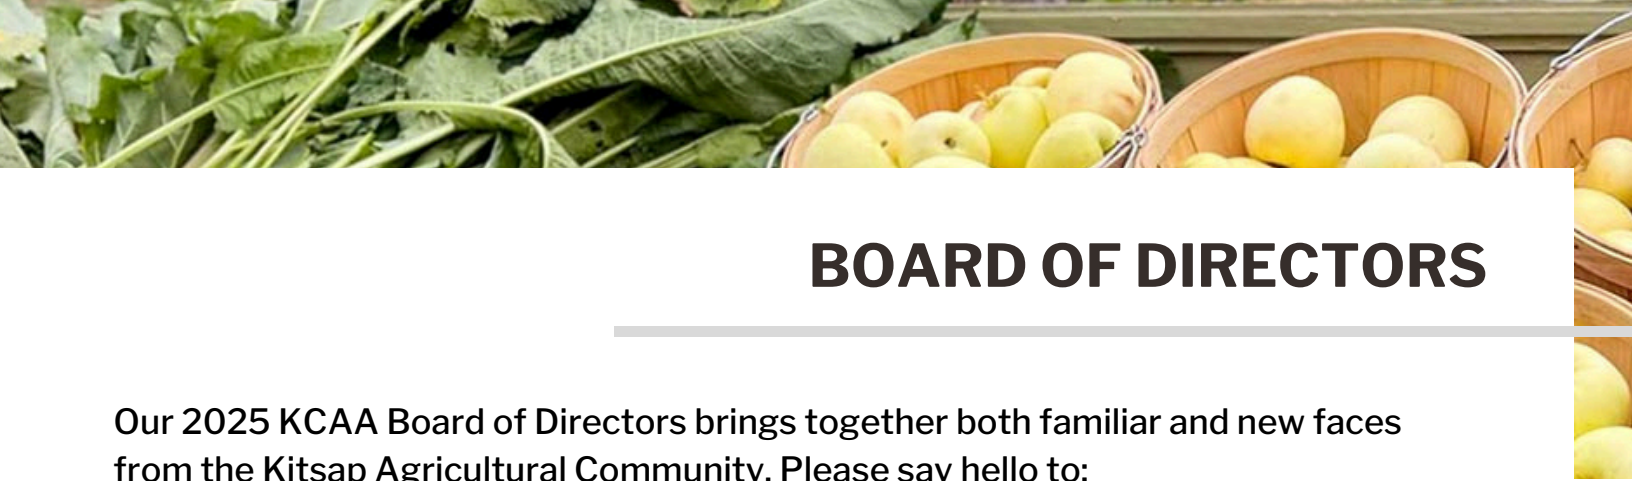 BOARD OF DIRECTORS
Our 2025 KCAA Board of Directors brings together both familiar and new faces
from the Kitsap Agricultural Community. Please say hello to: